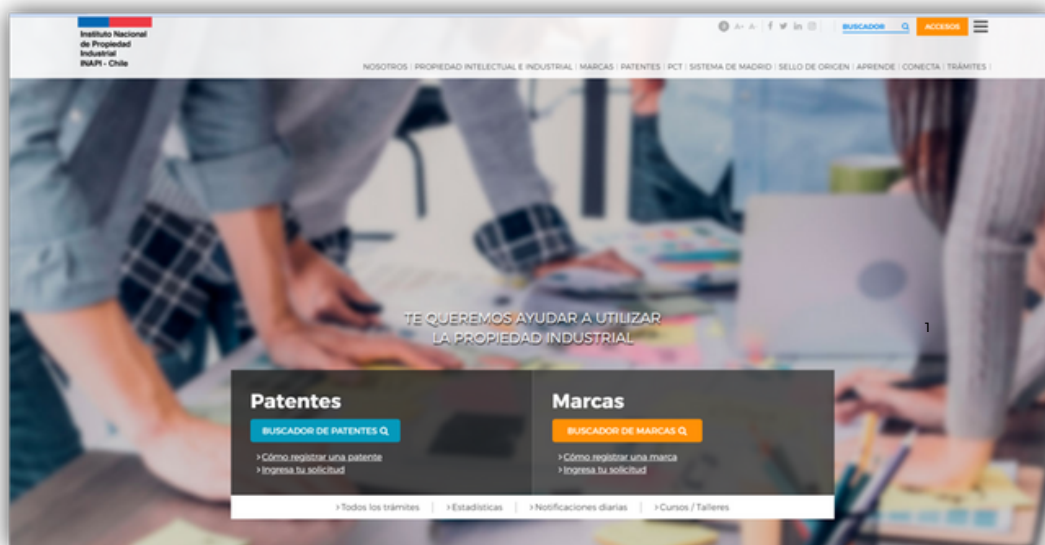 Instituto Nacional
de Propiedad
Industrial
INAPI - Chile
A+ A-
BUSCADOR
ACCESOS
NOSOTROS | PROPIEDAD INTELECTUAL E INDUSTRIAL | MARCAS | PATENTES | PCT | SISTEMA DE MADRID | SELLO DE ORIGEN | APRENDE | CONECTA | TRÁMITES |
TE QUEREMOS AYUDAR A UTILIZAR
LA PROPIEDAD INDUSTRIAL
1
Patentes
BUSCADOR DE PATENTES
> Cómo registrar una patente
> Ingresa tu solicitud
Marcas
BUSCADOR DE MARCAS
> Cómo registrar una marca
> Ingresa tu solicitud
> Todos los trámites | > Estadísticas | > Notificaciones diarias | > Cursos / Talleres